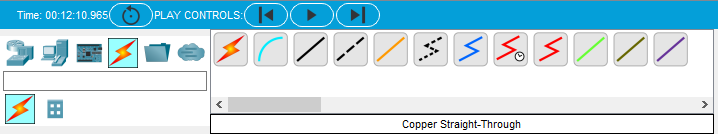 Time: 00:12:10.965 PLAY CONTROLS:
Copper Straight-Through